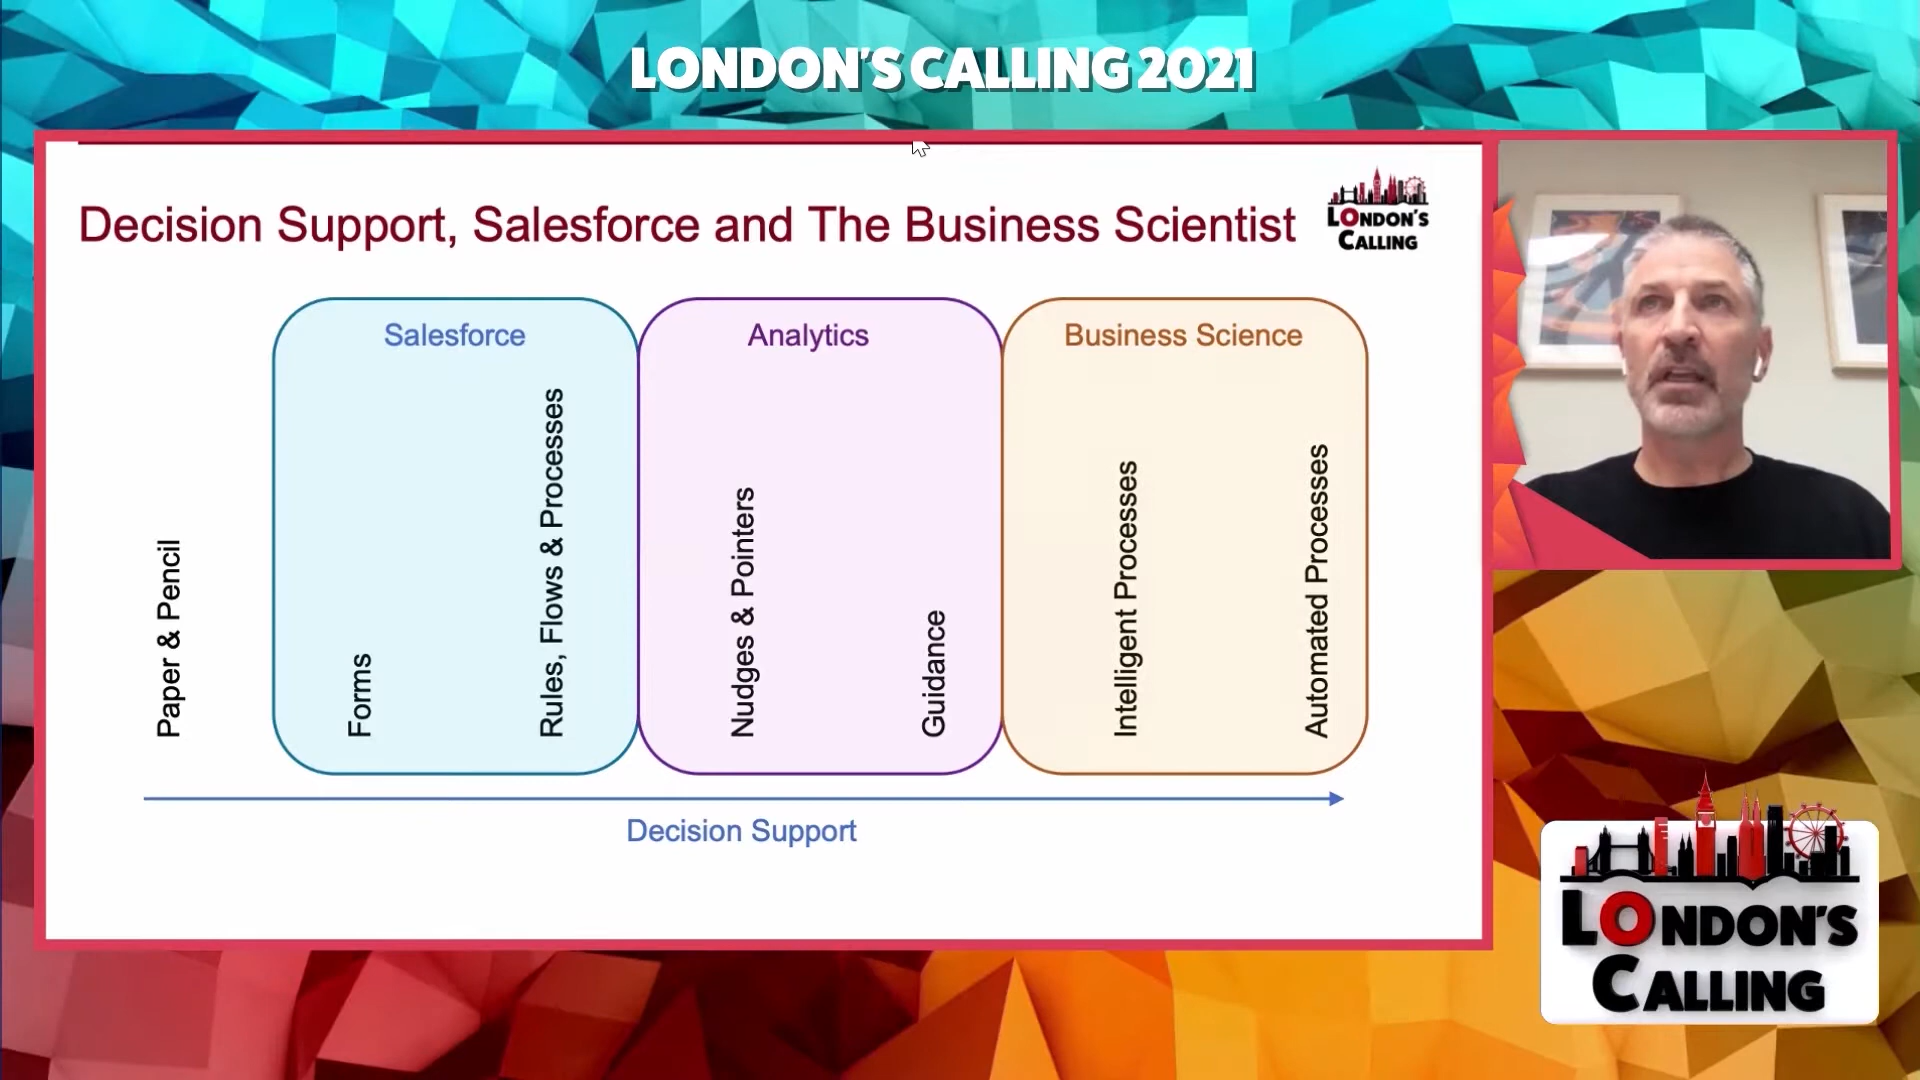 LONDON'S CALLING 2021
Decision Support, Salesforce and The Business Scientist
LONDON'S
CALLING
Salesforce
Analytics
Business Science
Paper & Pencil
Forms
Rules, Flows & Processes
Nudges & Pointers
Guidance
Intelligent Processes
Automated Processes
Decision Support
LONDON'S
CALLING